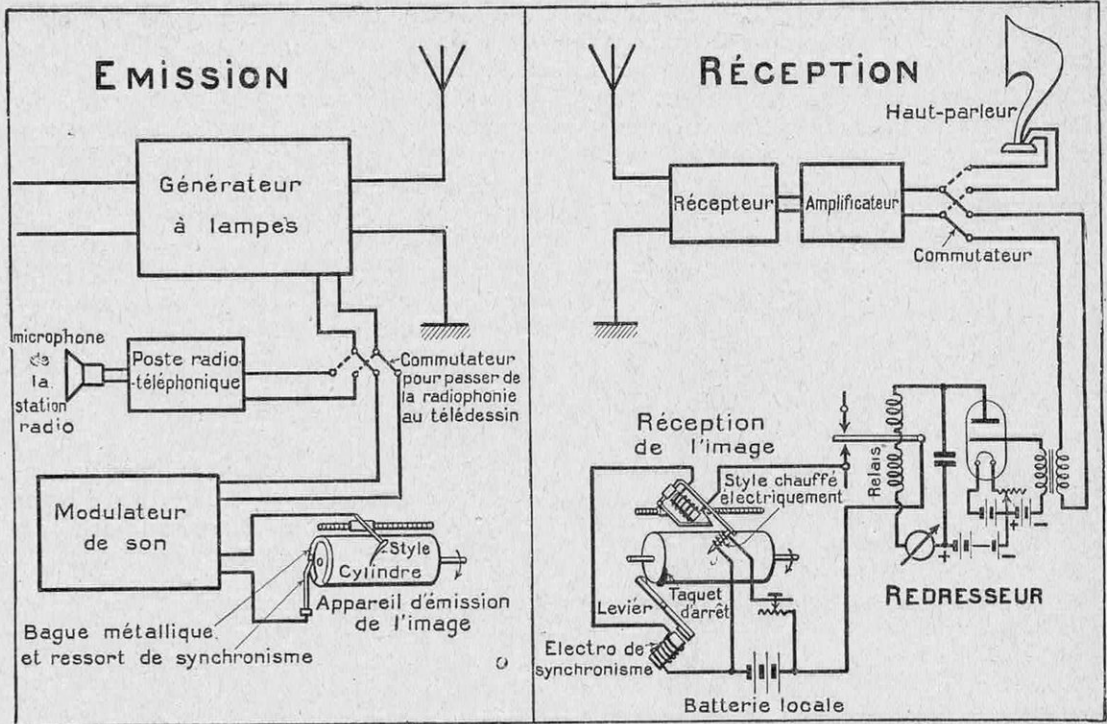 EMISSION
Générateur
à lampes
microphone
de
la
station
radio
Poste radio-
-téléphonique
Commutateur
pour passer de
la radiophonie
au télédessin
Modulateur
de son
Style
Cylindre
Appareil d'émission
de l'image
Bague métallique
et ressort de synchronisme
RÉCEPTION
Haut-parleur
Récepteur
Amplificateur
Commutateur
Réception
de l'image
Style chauffé
électriquement
Relais
+
-
+
-
REDRESSEUR
Taquet
d'arrêt
Levier
Electro de
synchronisme
Batterie locale